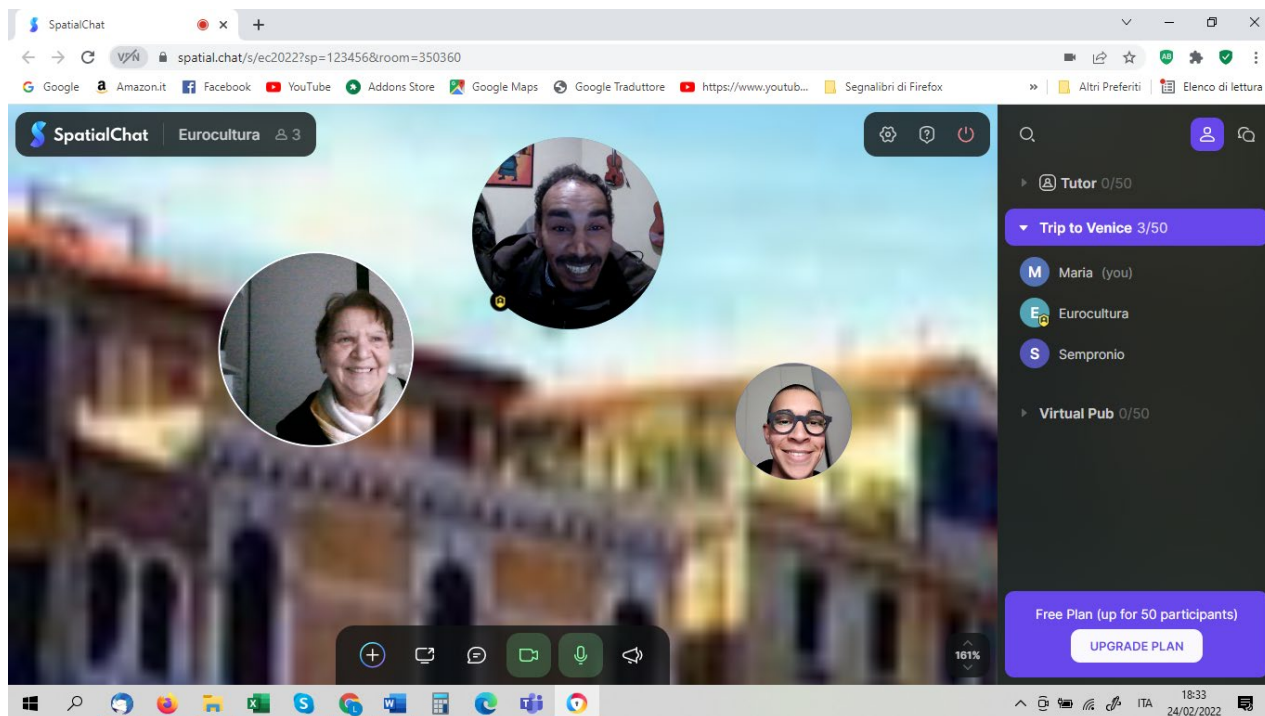 SpatialChat
spatial.chat/s/ec2022?sp=123456&room=350360
VPN
AB
Google Amazon.it Facebook YouTube Addons Store Google Maps Google Traduttore https://www.youtub... Segnalibri di Firefox » Altri Preferiti Elenco di lettura
SpatialChat Eurocultura 3
Tutor 0/50
Trip to Venice 3/50
M Maria (you)
E Eurocultura
S Sempronio
Virtual Pub 0/50
Free Plan (up for 50 participants)
UPGRADE PLAN
161%
ITA
18:33
24/02/2022